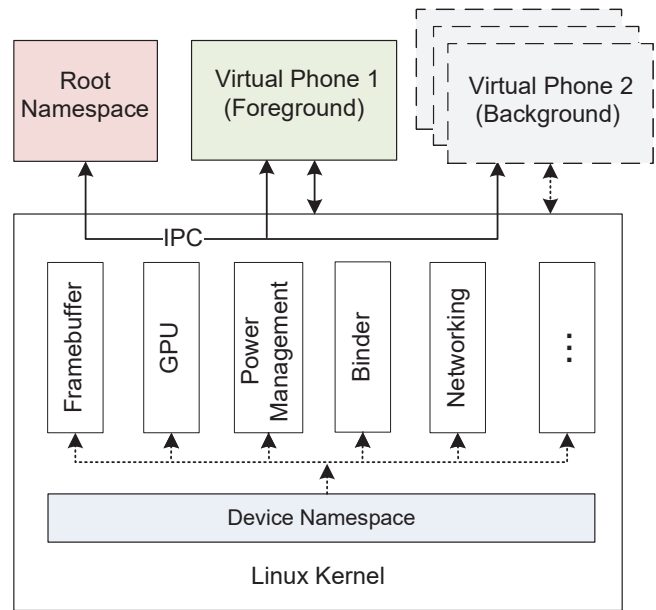 Root
Namespace
Virtual Phone 1
(Foreground)
Virtual Phone 2
(Background)
IPC
Framebuffer
GPU
Power
Management
Binder
Networking
...
Device Namespace
Linux Kernel